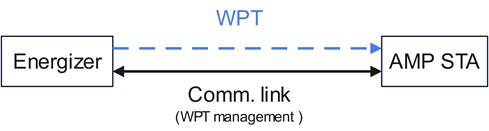 WPT
Energizer
AMP STA
Comm. link
(WPT management )